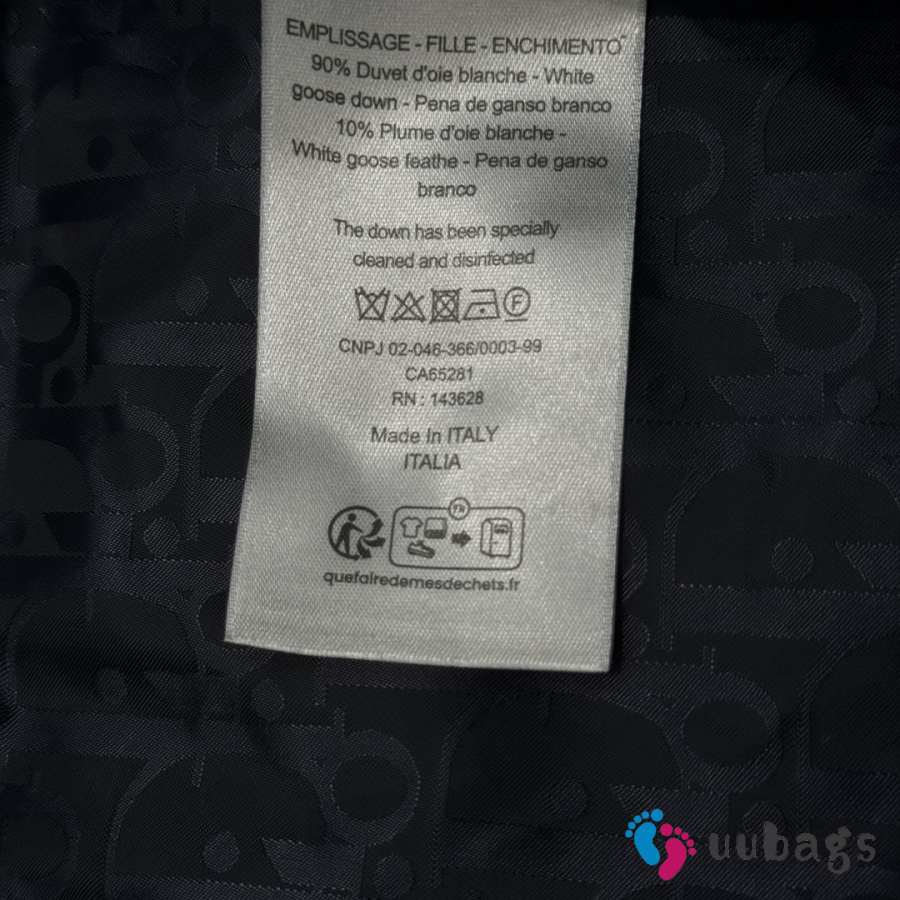 EMPLISSAGE - FILLE - ENCHIMENTO
90% Duvet d'oie blanche - White
goose down - Pena de ganso branco
10% Plume d'oie blanche -
White goose feathe - Pena de ganso
branco
The down has been specially
cleaned and disinfected
F
CNPJ 02-046-366/0003-99
CA65281
RN : 143628
Made In ITALY
ITALIA
FR
quefairedemesdechets.fr
uubags